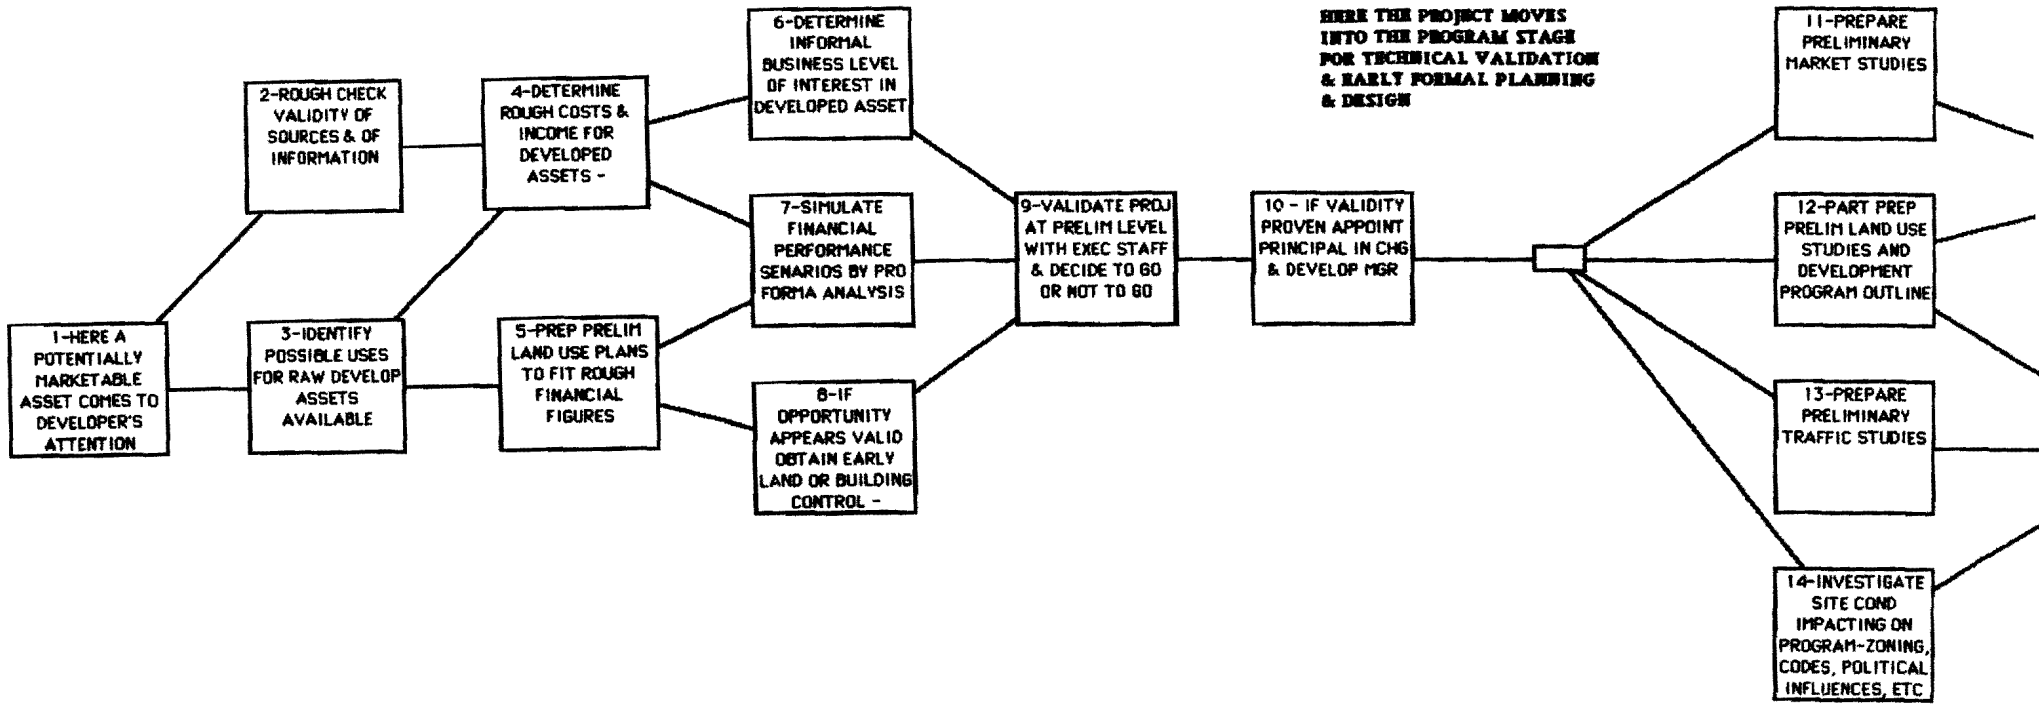 1-HERE A
POTENTIALLY
MARKETABLE
ASSET COMES TO
DEVELOPER'S
ATTENTION
2-ROUGH CHECK
VALIDITY OF
SOURCES & OF
INFORMATION
3-IDENTIFY
POSSIBLE USES
FOR RAW DEVELOP
ASSETS
AVAILABLE
4-DETERMINE
ROUGH COSTS &
INCOME FOR
DEVELOPED
ASSETS -
5-PREP PRELIM
LAND USE PLANS
TO FIT ROUGH
FINANCIAL
FIGURES
6-DETERMINE
INFORMAL
BUSINESS LEVEL
OF INTEREST IN
DEVELOPED ASSET
7-SIMULATE
FINANCIAL
PERFORMANCE
SENARIOS BY PRO
FORMA ANALYSIS
8-IF
OPPORTUNITY
APPEARS VALID
OBTAIN EARLY
LAND OR BUILDING
CONTROL -
9-VALIDATE PROJ
AT PRELIM LEVEL
WITH EXEC STAFF
& DECIDE TO GO
OR NOT TO GO
10 - IF VALIDITY
PROVEN APPOINT
PRINCIPAL IN CHG
& DEVELOP MGR
HERE THE PROJECT MOVES
INTO THE PROGRAM STAGE
FOR TECHNICAL VALIDATION
& EARLY FORMAL PLANNING
& DESIGN
11-PREPARE
PRELIMINARY
MARKET STUDIES
12-PART PREP
PRELIM LAND USE
STUDIES AND
DEVELOPMENT
PROGRAM OUTLINE
13-PREPARE
PRELIMINARY
TRAFFIC STUDIES
14-INVESTIGATE
SITE COND
IMPACTING ON
PROGRAM-ZONING,
CODES, POLITICAL
INFLUENCES, ETC